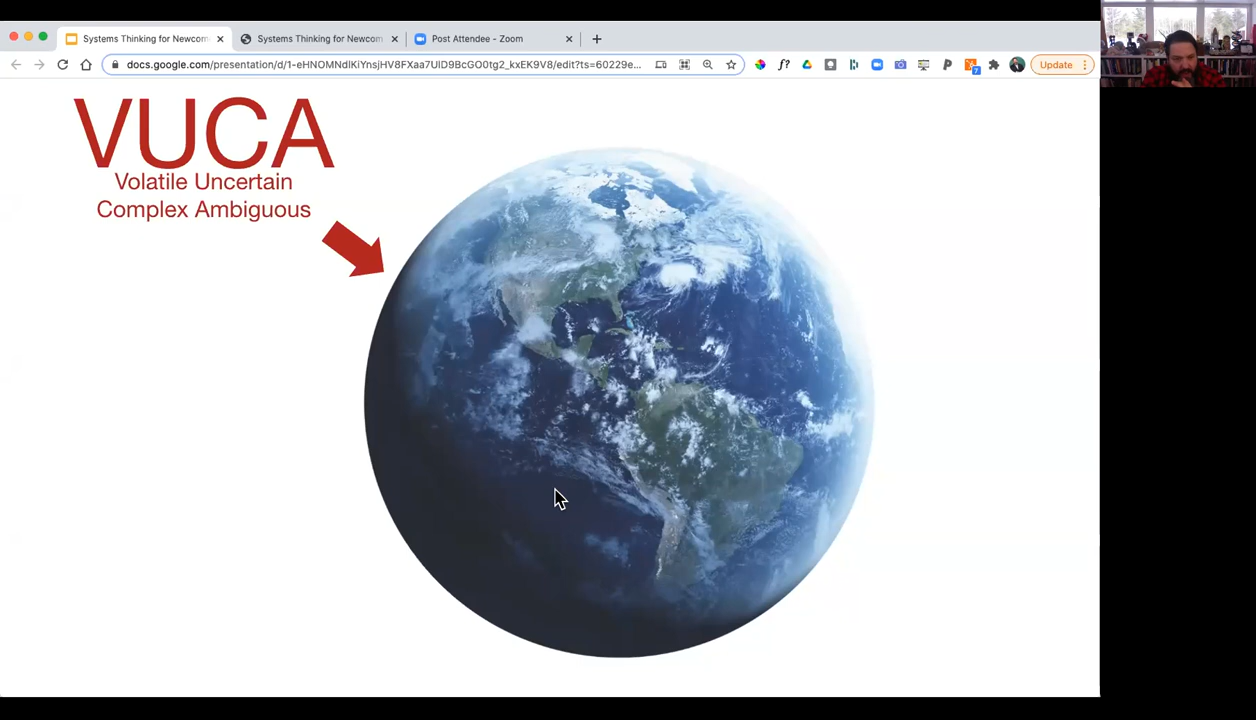 Systems Thinking for Newcom
Systems Thinking for Newcom
Post Attendee - Zoom
docs.google.com/presentation/d/1-eHNOMNdlKiYnsjHV8FXaa7UlD9BcGO0tg2_kxEK9V8/edit?ts=60229e...
f?
7
Update
VUCA
Volatile Uncertain
Complex Ambiguous